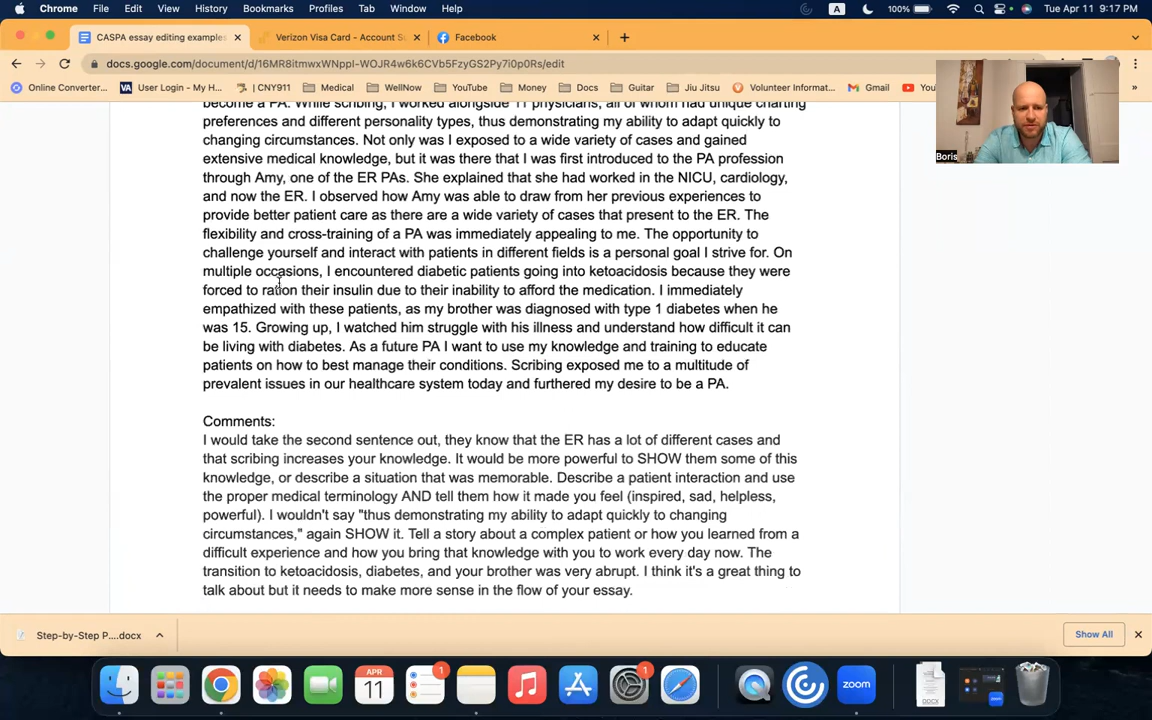 Chrome File Edit View History Bookmarks Profiles Tab Window Help A 100% Tue Apr 11 9:17 PM
CASPA essay editing examples Verizon Visa Card - Account Su Facebook
docs.google.com/document/d/16MR8itmwxWNppI-WOJR4w6k6CVb5FzyGS2Py7i0p0Rs/edit
Online Converter... VA User Login - My H... CNY911 Medical WellNow YouTube Money Docs Guitar Jiu Jitsu Volunteer Informat... Gmail You
become a PA. While scribing, I worked alongside 11 physicians, all of whom had unique charting
preferences and different personality types, thus demonstrating my ability to adapt quickly to
changing circumstances. Not only was I exposed to a wide variety of cases and gained
extensive medical knowledge, but it was there that I was first introduced to the PA profession
through Amy, one of the ER PAs. She explained that she had worked in the NICU, cardiology,
and now the ER. I observed how Amy was able to draw from her previous experiences to
provide better patient care as there are a wide variety of cases that present to the ER. The
flexibility and cross-training of a PA was immediately appealing to me. The opportunity to
challenge yourself and interact with patients in different fields is a personal goal I strive for. On
multiple occasions, I encountered diabetic patients going into ketoacidosis because they were
forced to ration their insulin due to their inability to afford the medication. I immediately
empathized with these patients, as my brother was diagnosed with type 1 diabetes when he
was 15. Growing up, I watched him struggle with his illness and understand how difficult it can
be living with diabetes. As a future PA I want to use my knowledge and training to educate
patients on how to best manage their conditions. Scribing exposed me to a multitude of
prevalent issues in our healthcare system today and furthered my desire to be a PA.
Comments:
I would take the second sentence out, they know that the ER has a lot of different cases and
that scribing increases your knowledge. It would be more powerful to SHOW them some of this
knowledge, or describe a situation that was memorable. Describe a patient interaction and use
the proper medical terminology AND tell them how it made you feel (inspired, sad, helpless,
powerful). I wouldn't say "thus demonstrating my ability to adapt quickly to changing
circumstances," again SHOW it. Tell a story about a complex patient or how you learned from a
difficult experience and how you bring that knowledge with you to work every day now. The
transition to ketoacidosis, diabetes, and your brother was very abrupt. I think it's a great thing to
talk about but it needs to make more sense in the flow of your essay.
Boris
Step-by-Step P....docx Show All
APR
11 1 1 zoom
DOCX zoom